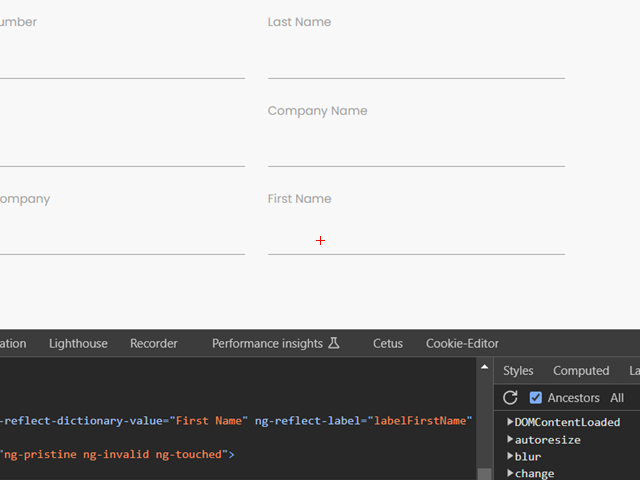 umber
Last Name
Company Name
ompany
First Name
ation Lighthouse Recorder Performance insights Cetus Cookie-Editor
Styles Computed La
Ancestors All
-reflect-dictionary-value="First Name" ng-reflect-label="labelFirstName"
"ng-pristine ng-invalid ng-touched">
DOMContentLoaded
autoresize
blur
change